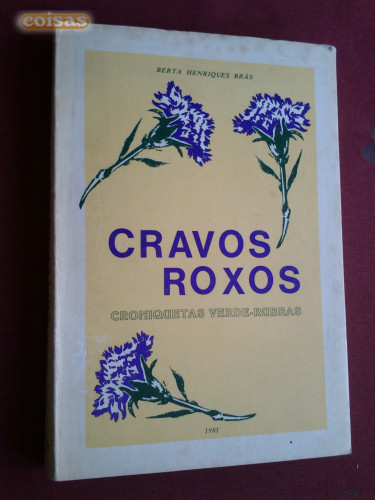 coisas
BERTA HENRIQUES BRÁS
CRAVOS
ROXOS
CRONIQUETAS VERDE-RUBRAS
1981